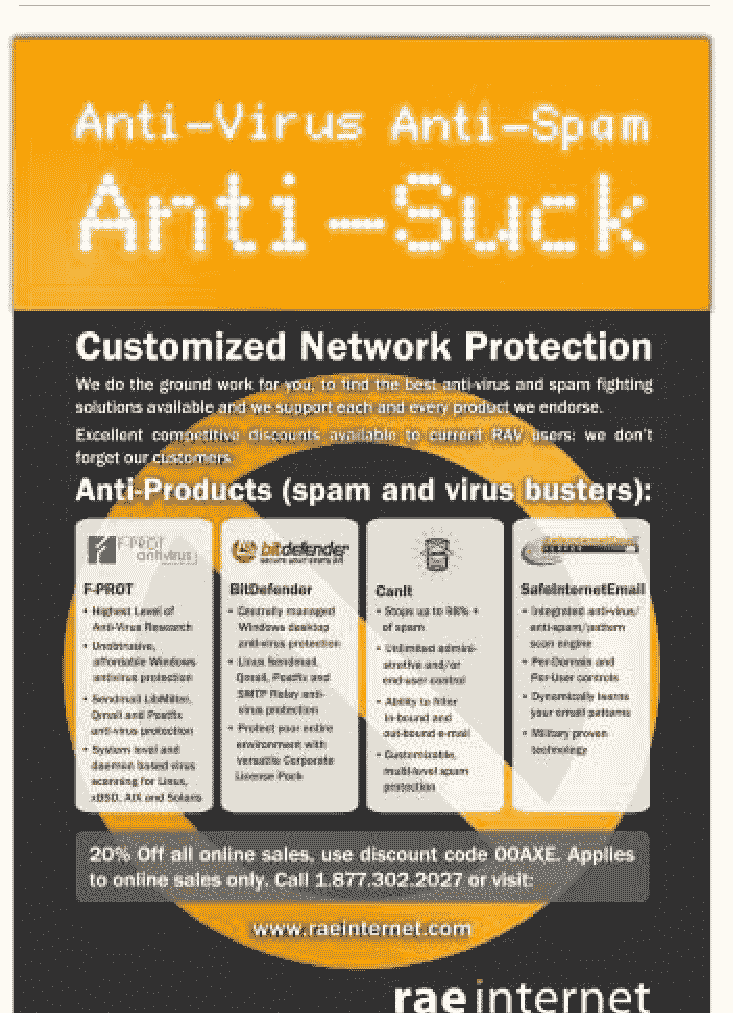 Anti-Virus Anti-Spam
Anti-Suck
Customized Network Protection
We do the ground work for you, to find the best anti-virus and spam fighting
solutions available and we support each and every product we endorse.
Excellent competitive discounts available to current RAV users; we don't
forget our customers.
Anti-Products (spam and virus busters):
F-PROT
antivirus
F-PROT
• Highest Level of
Anti-Virus Research
• Unobtrusive,
affordable Windows
antivirus protection
• Sendmail LibMilter,
Qmail and Postfix
anti-virus protection
• System level and
daemon based virus
scanning for Linux,
xBSD, AIX and Solaris
bitdefender
BitDefender
• Centrally managed
Windows desktop
anti-virus protection
• Linux Sendmail,
Qmail, Postfix and
SMTP Relay anti-
virus protection
• Protect your entire
environment with
versatile Corporate
License Pack
CanIt
• Stops up to 98% +
of spam
• Unlimited admini-
strative and/or
end-user control
• Ability to filter
in-bound and
out-bound e-mail
• Customizable,
multi-level spam
protection
SafeInternetEmail
• Integrated anti-virus/
anti-spam/pattern
scan engine
• Per-Domain and
Per-User controls
• Dynamically learns
your email patterns
• Military proven
technology
20% Off all online sales, use discount code 00AXE. Applies
to online sales only. Call 1.877.302.2027 or visit:
www.raeinternet.com
rae internet